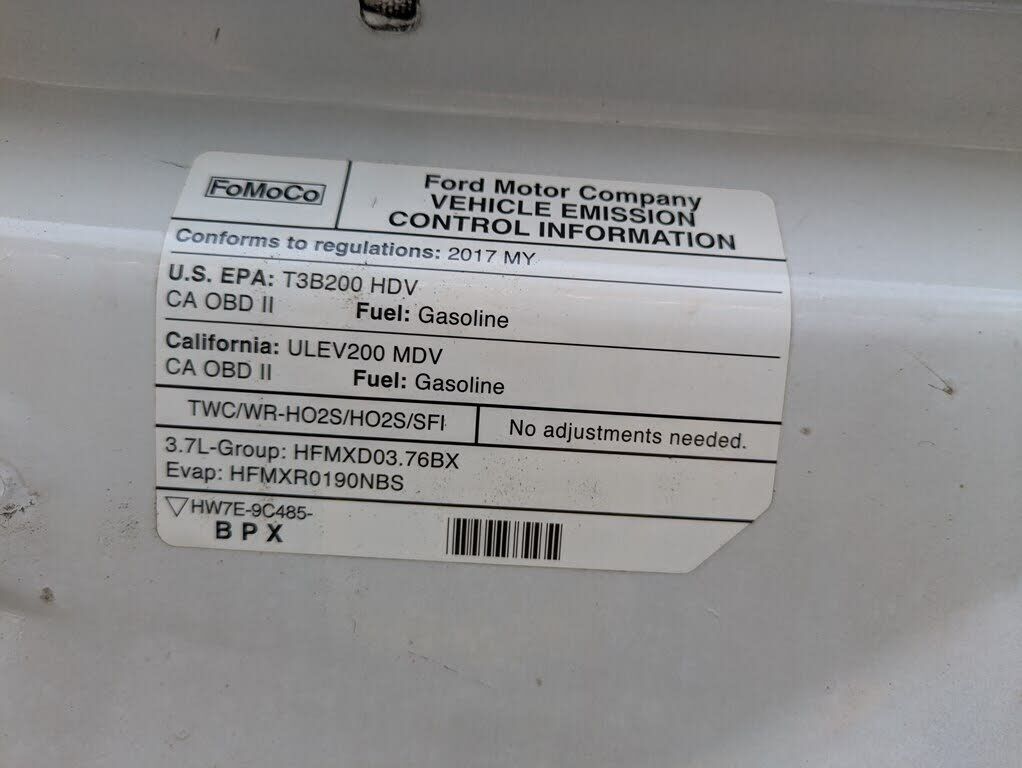 FoMoCo
Ford Motor Company
VEHICLE EMISSION
CONTROL INFORMATION
Conforms to regulations: 2017 MY
U.S. EPA: T3B200 HDV
CA OBD II Fuel: Gasoline
California: ULEV200 MDV
CA OBD II Fuel: Gasoline
TWC/WR-HO2S/HO2S/SFI
No adjustments needed.
3.7L-Group: HFMXD03.76BX
Evap: HFMXR0190NBS
▽HW7E-9C485-
BPX